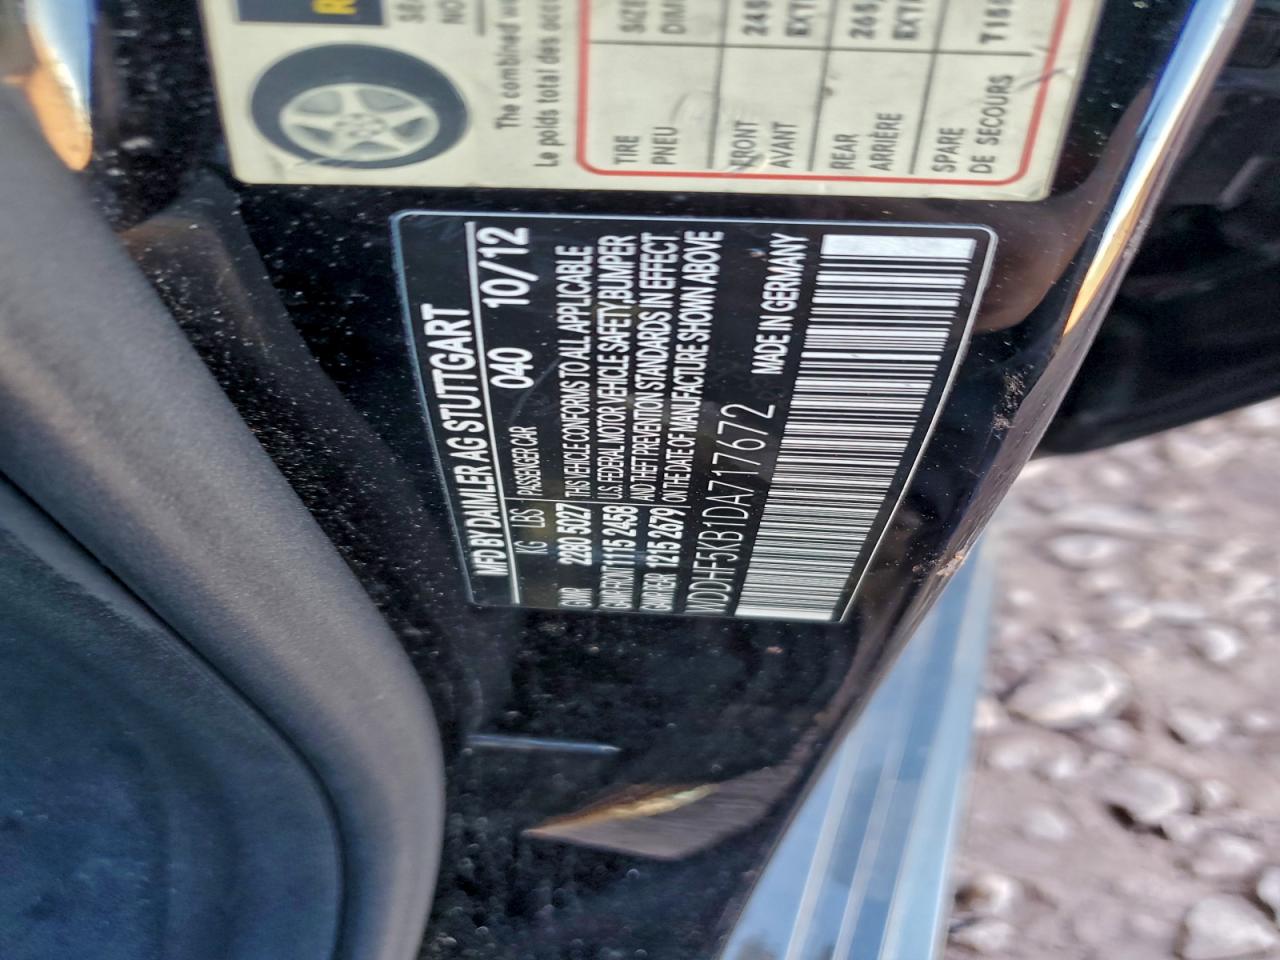 The combined
Le poids total des
TIRE
PNEU
SIZE
FRONT
AVANT
REAR
ARRIÈRE
SPARE
DE SECOURS
MFD BY DAIMLER AG STUTTGART
040 10/12
KG LBS PASSENGER CAR
GVWR 2280 5027 THIS VEHICLE CONFORMS TO ALL APPLICABLE
GAWR FRONT 1115 2458 U.S. FEDERAL MOTOR VEHICLE SAFETY,BUMPER
GAWR REAR 1215 2679 AND THEFT PREVENTION STANDARDS IN EFFECT
ON THE DATE OF MANUFACTURE SHOWN ABOVE
WDDHF5KB1DA717672 MADE IN GERMANY